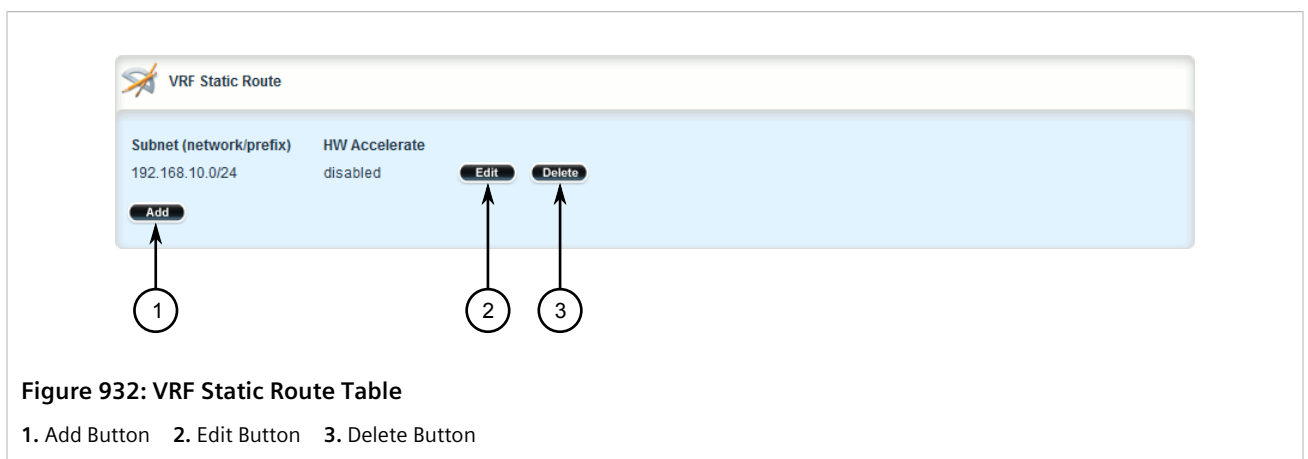 VRF Static Route
Subnet (network/prefix) HW Accelerate
192.168.10.0/24 disabled Edit Delete
Add
1 2 3
Figure 932: VRF Static Route Table
1. Add Button 2. Edit Button 3. Delete Button